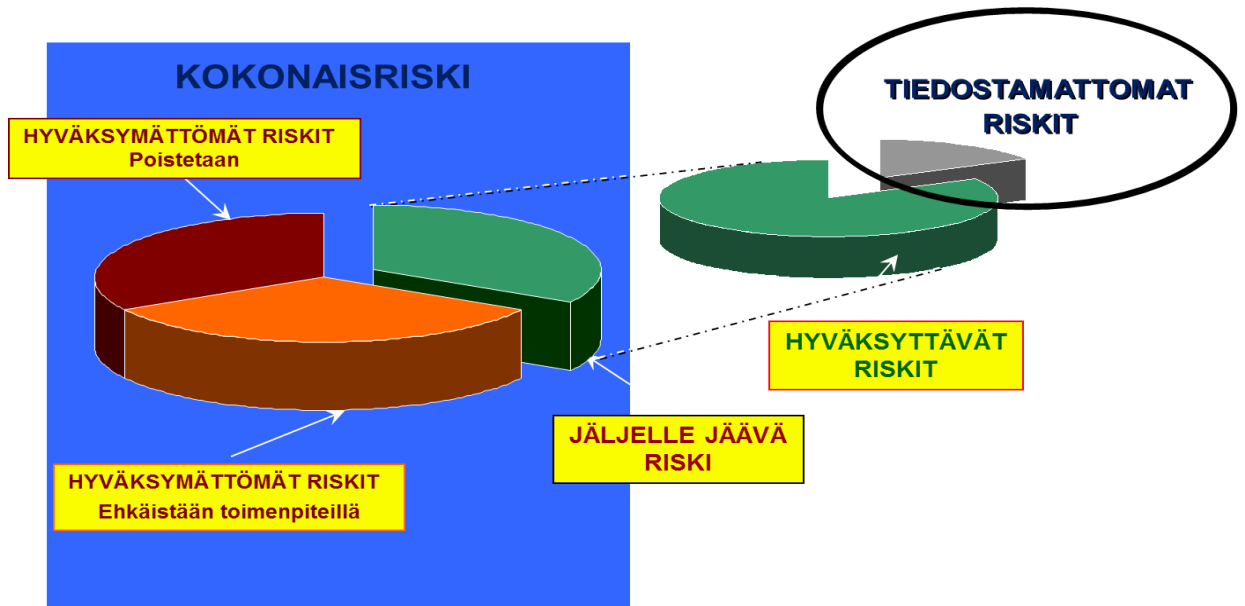 KOKONAISRISKI
TIEDOSTAMATTOMAT
RISKIT
HYVÄKSYMÄTTÖMÄT RISKIT
Poistetaan
HYVÄKSYTTÄVÄT
RISKIT
JÄLJELLE JÄÄVÄ
RISKI
HYVÄKSYMÄTTÖMÄT RISKIT
Ehkäistään toimenpiteillä